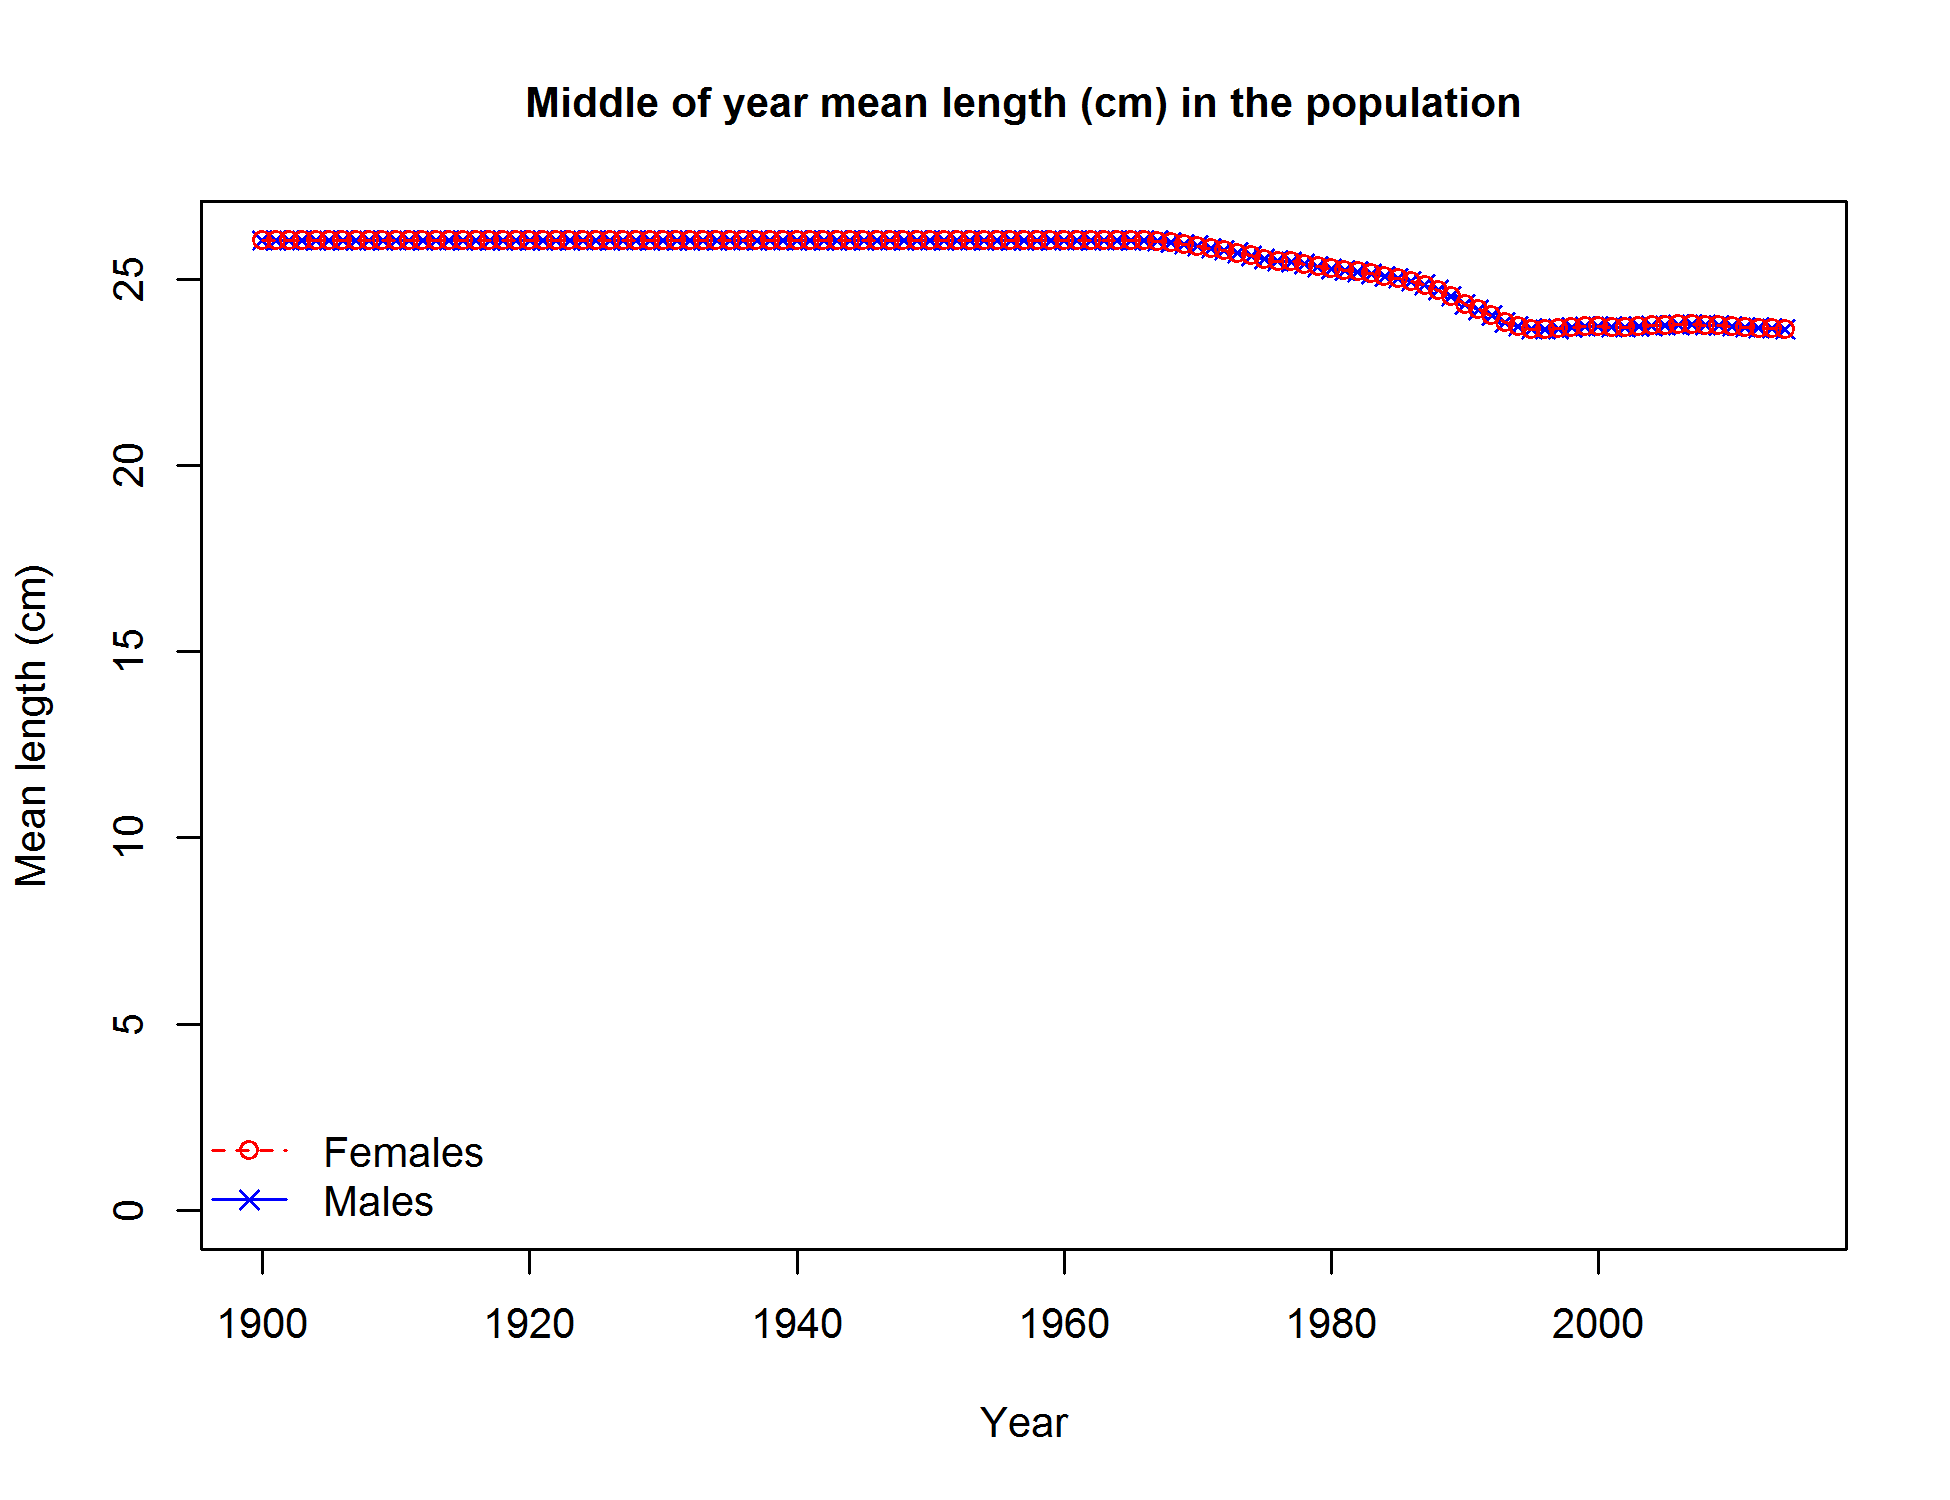 Middle of year mean length (cm) in the population
Mean length (cm)
25
20
15
10
5
0
Females
Males
1900 1920 1940 1960 1980 2000
Year